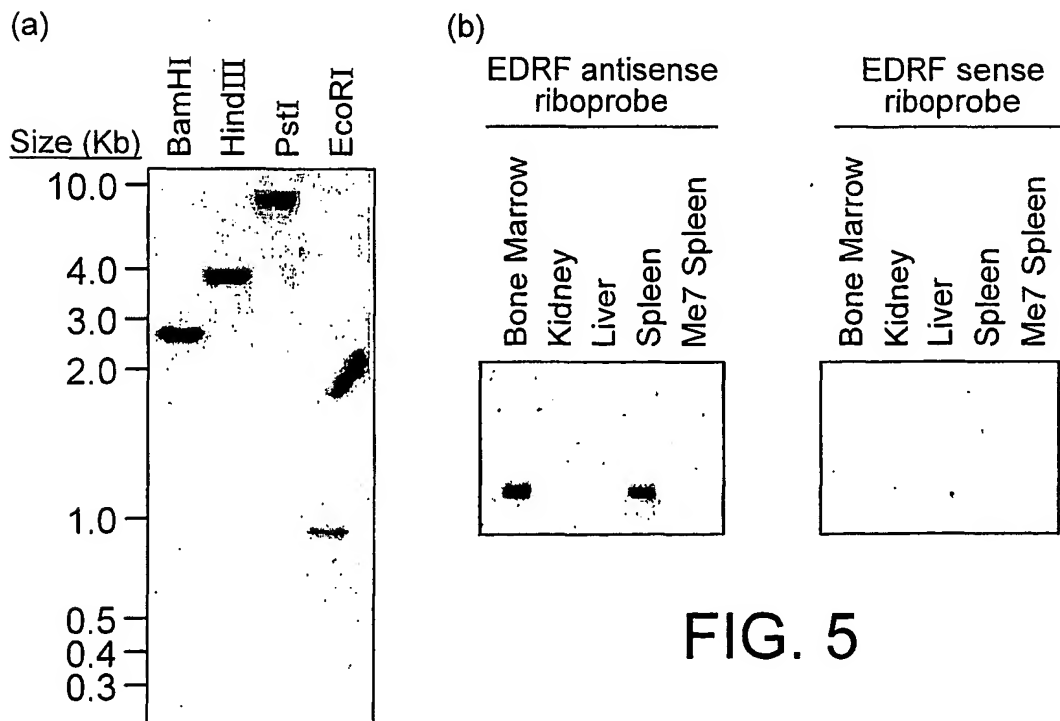 (a)
BamHI
HindIII
PstI
EcoRI
Size (Kb)
10.0
4.0
3.0
2.0
1.0
0.5
0.4
0.3
(b)
EDRF antisense
riboprobe
Bone Marrow
Kidney
Liver
Spleen
Me7 Spleen
EDRF sense
riboprobe
Bone Marrow
Kidney
Liver
Spleen
Me7 Spleen
FIG. 5